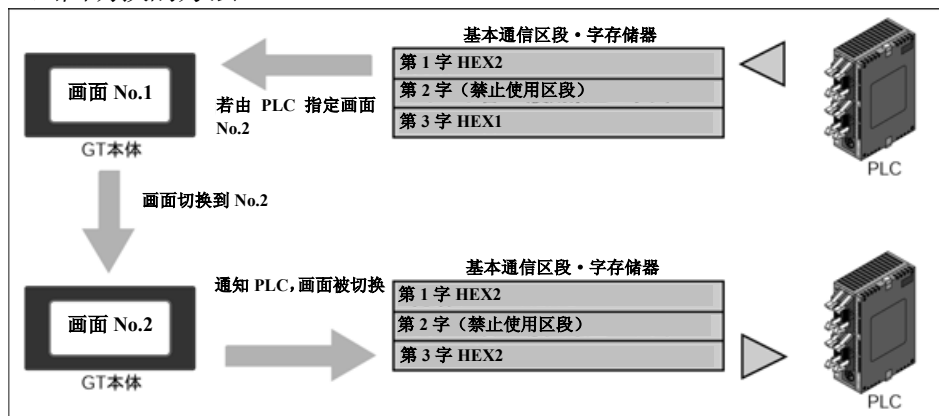 基本通信区段·字存储器
第 1 字 HEX2
第 2 字（禁止使用区段）
第 3 字 HEX1
画面 No.1
GT本体
若由 PLC 指定画面
No.2
PLC
画面切换到 No.2
基本通信区段·字存储器
通知 PLC，画面被切换
第 1 字 HEX2
第 2 字（禁止使用区段）
第 3 字 HEX2
画面 No.2
GT本体
PLC